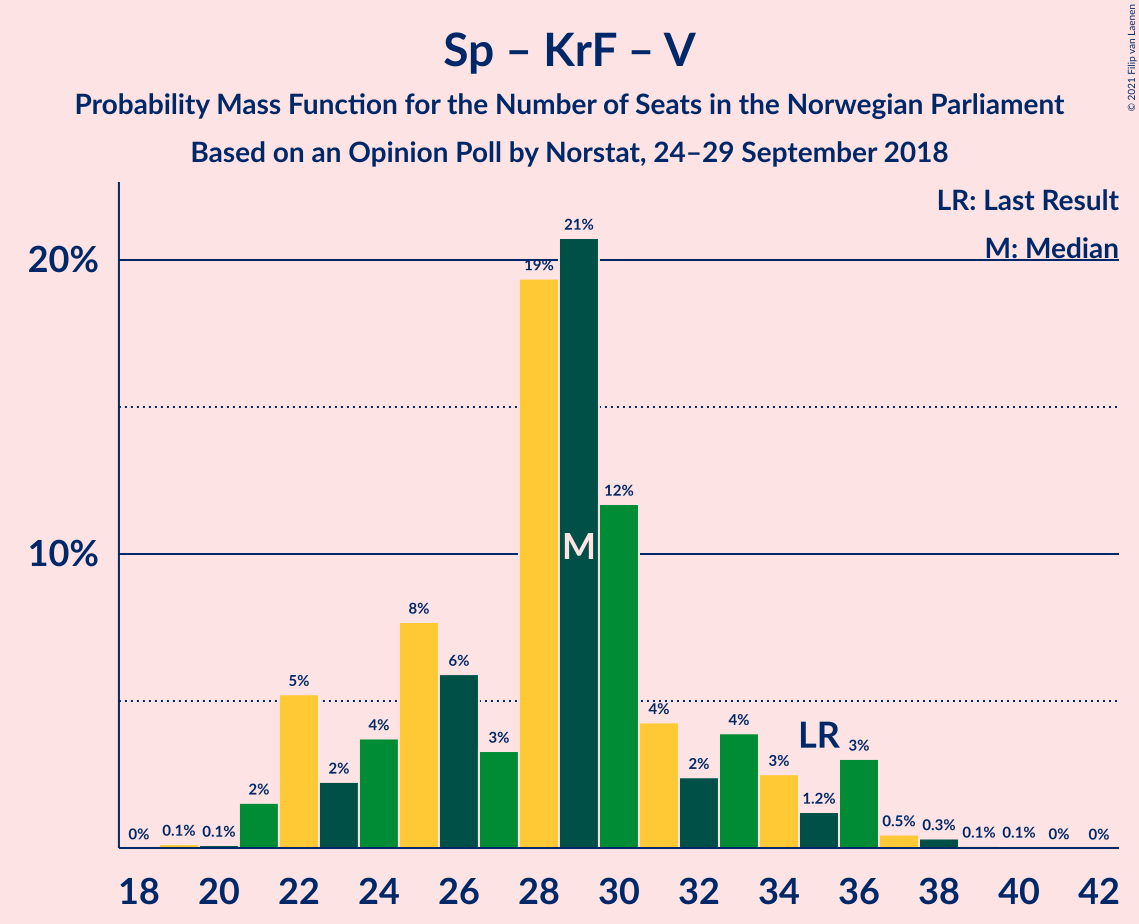 Sp – KrF – V
Probability Mass Function for the Number of Seats in the Norwegian Parliament
Based on an Opinion Poll by Norstat, 24–29 September 2018
© 2021 Filip van Laenen
LR: Last Result
M: Median
20%
10%
0% 0.1% 0.1% 2% 5% 2% 4% 8% 6% 3% 19% 21% 12% 4% 2% 4% 3% 1.2% 3% 0.5% 0.3% 0.1% 0.1% 0% 0%
M
LR
18 20 22 24 26 28 30 32 34 36 38 40 42